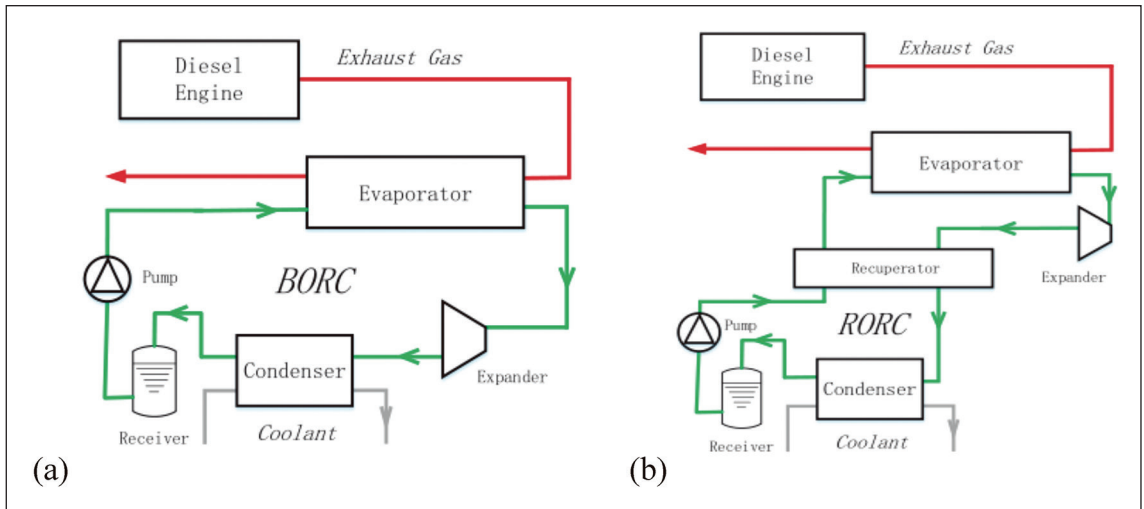 Diesel
Engine
Exhaust Gas
Evaporator
Pump
BORC
Condenser
Expander
Receiver
Coolant
(a)
Diesel
Engine
Exhaust Gas
Evaporator
Recuperator
Expander
Pump
RORC
Condenser
Receiver
Coolant
(b)